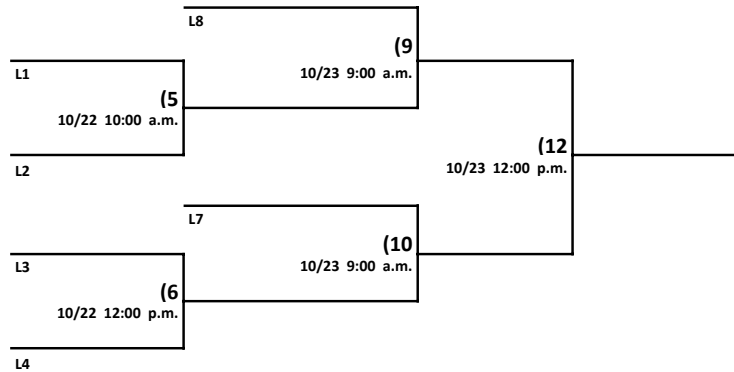 L8
(9
10/23 9:00 a.m.
L1
(5
10/22 10:00 a.m.
L2
(12
10/23 12:00 p.m.
L7
(10
10/23 9:00 a.m.
L3
(6
10/22 12:00 p.m.
L4